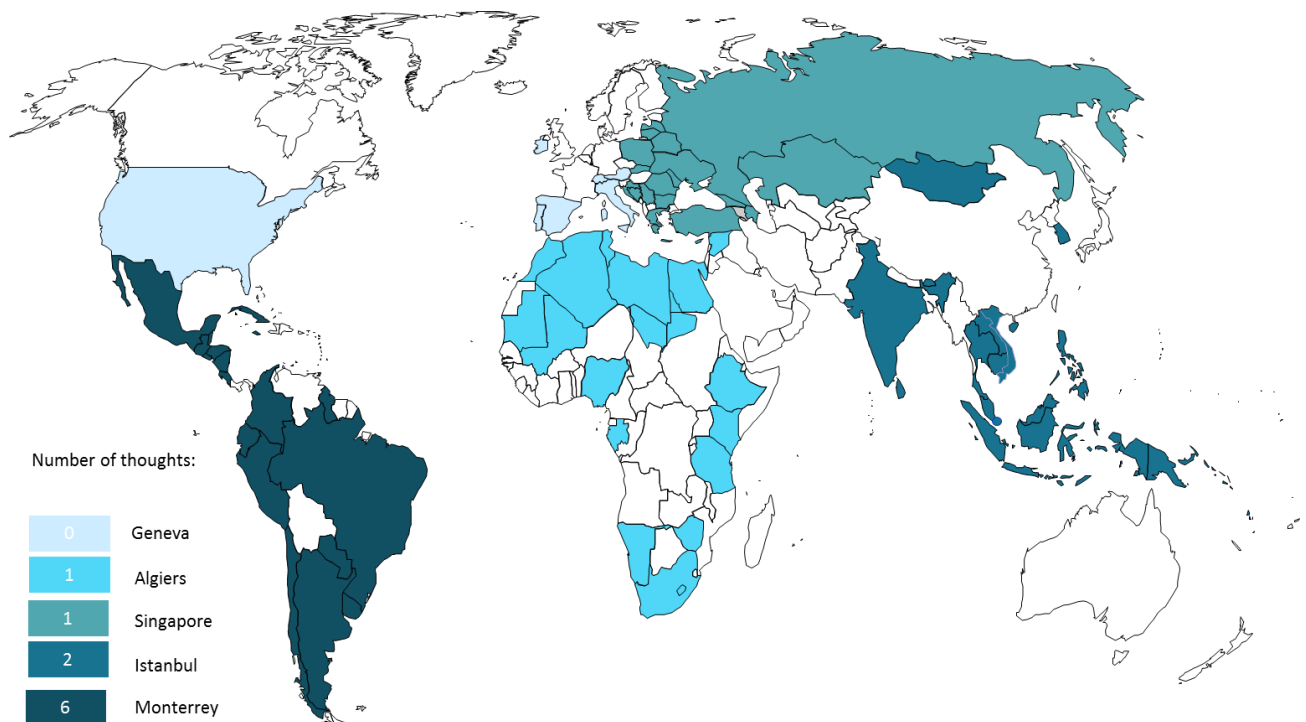 Number of thoughts:
0 Geneva
1 Algiers
1 Singapore
2 Istanbul
6 Monterrey